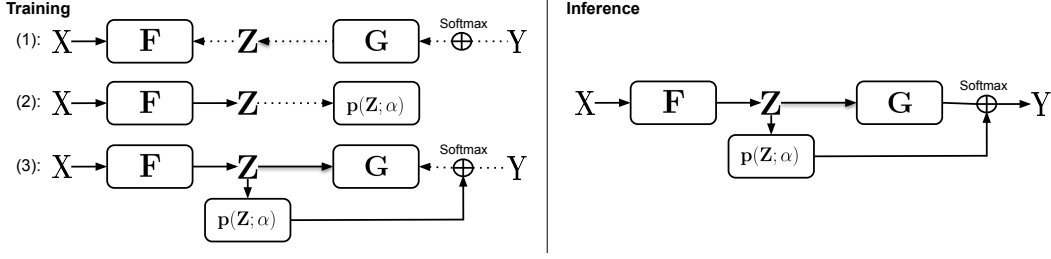 Training
Softmax
(1): X F Z G Y
(2): X F Z p(Z; α)
Softmax
(3): X F Z G Y
p(Z; α)
Inference
Softmax
X F Z G Y
p(Z; α)